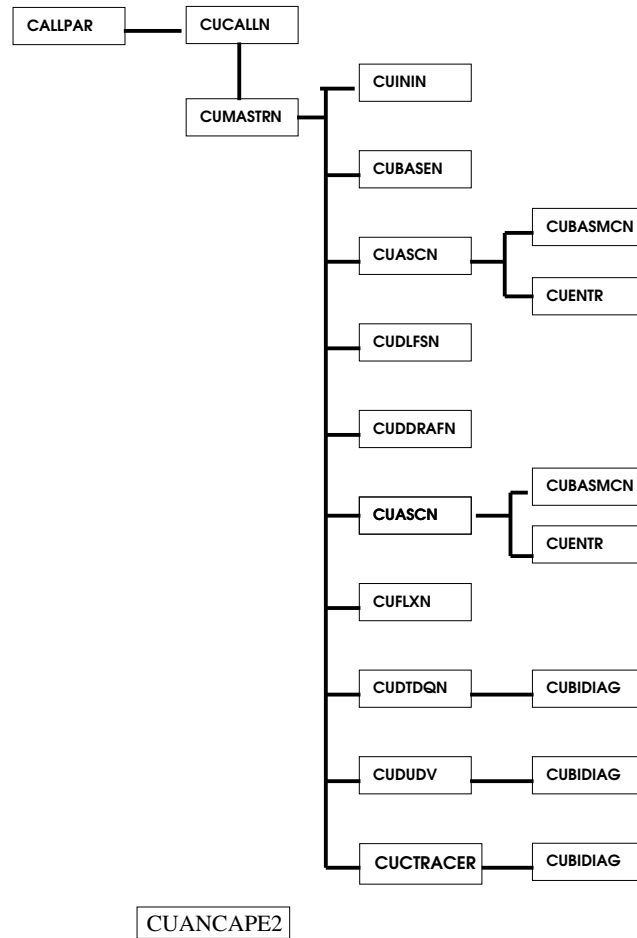 CALLPAR
CUCALLN
CUMASTRN
CUININ
CUBASEN
CUASCN
CUBASMCN
CUENTR
CUDLFSN
CUDDRAFN
CUASCN
CUBASMCN
CUENTR
CUFLXN
CUDTDQN
CUBIDIAG
CUDUDV
CUBIDIAG
CUCTRACER
CUBIDIAG
CUANCAPE2